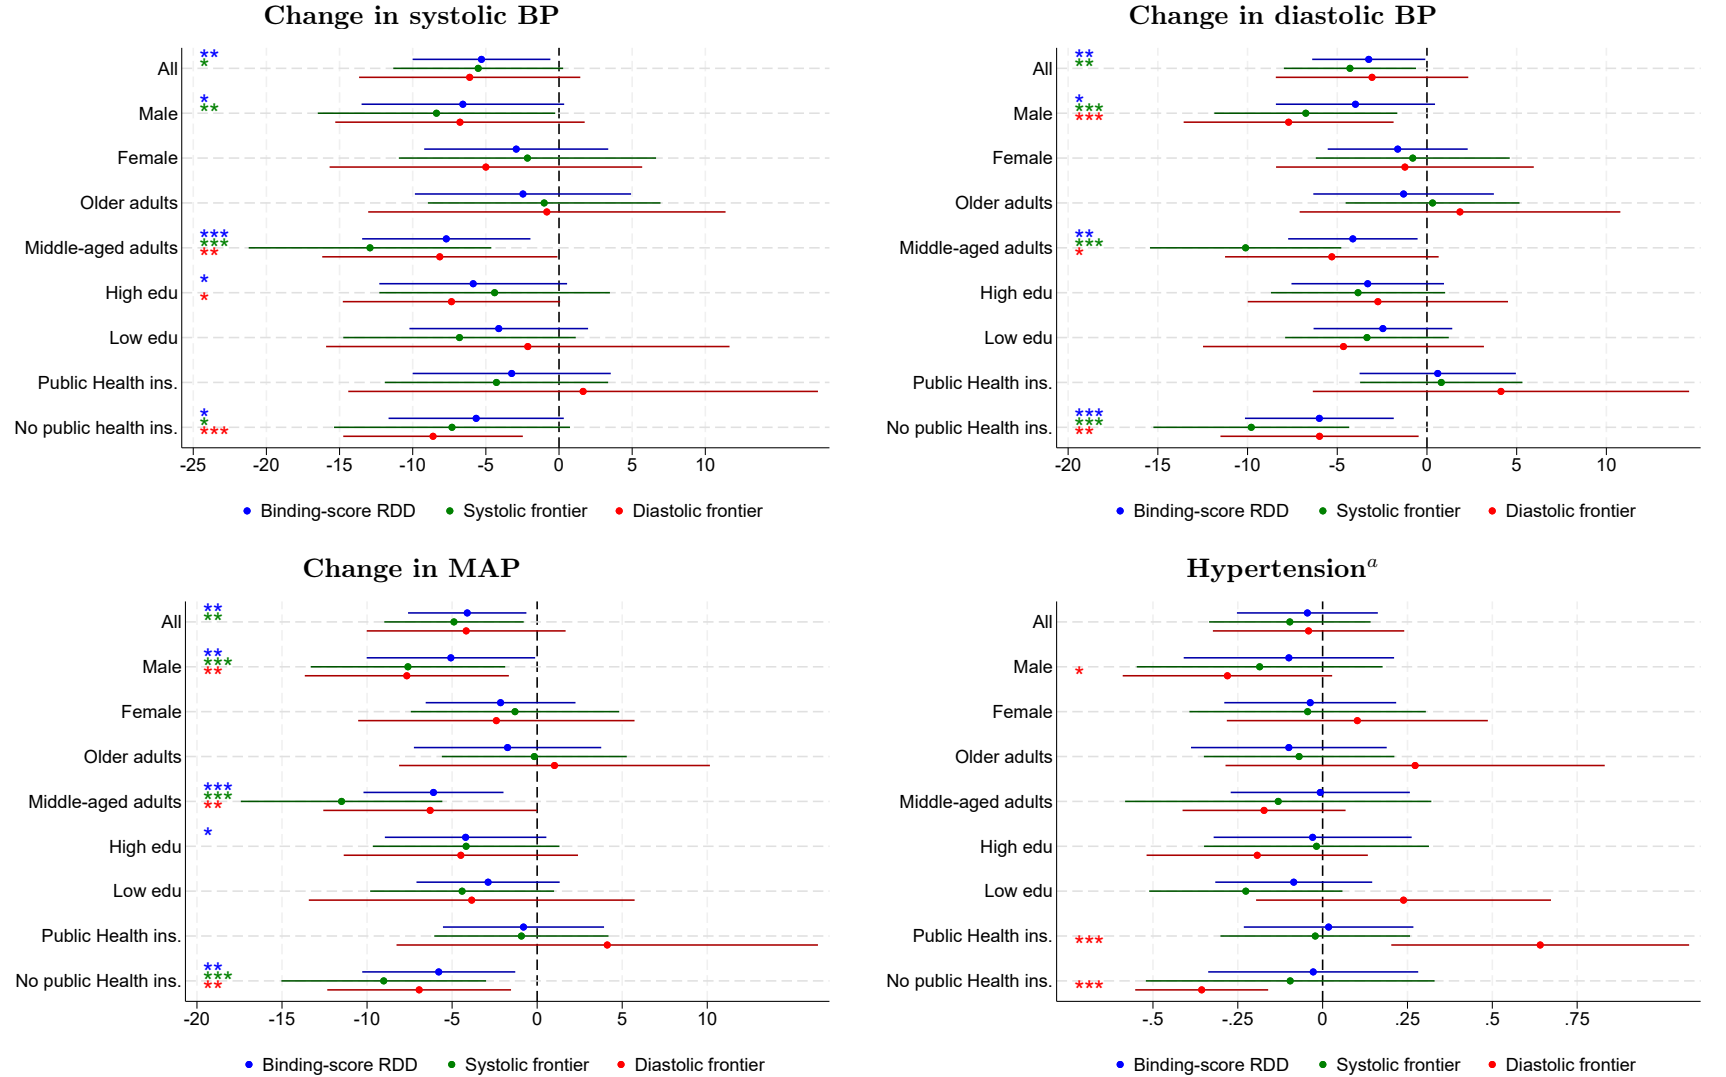 Change in systolic BP
All
**
*
Male
*
**
Female
Older adults
Middle-aged adults
***
***
**
High edu
*
*
Low edu
Public Health ins.
No public health ins.
*
*
***
-25 -20 -15 -10 -5 0 5 10
Binding-score RDD Systolic frontier Diastolic frontier
Change in diastolic BP
All
**
**
Male
*
***
***
Female
Older adults
Middle-aged adults
**
***
*
High edu
Low edu
Public Health ins.
No public Health ins.
***
***
**
-20 -15 -10 -5 0 5 10
Binding-score RDD Systolic frontier Diastolic frontier
Change in MAP
All
**
**
Male
**
***
**
Female
Older adults
Middle-aged adults
***
***
**
High edu
*
Low edu
Public Health ins.
No public Health ins.
**
***
**
-20 -15 -10 -5 0 5 10
Binding-score RDD Systolic frontier Diastolic frontier
Hypertension^a
All
Male
*
Female
Older adults
Middle-aged adults
High edu
Low edu
Public Health ins.
***
No public Health ins.
***
-.5 -.25 0 .25 .5 .75
Binding-score RDD Systolic frontier Diastolic frontier